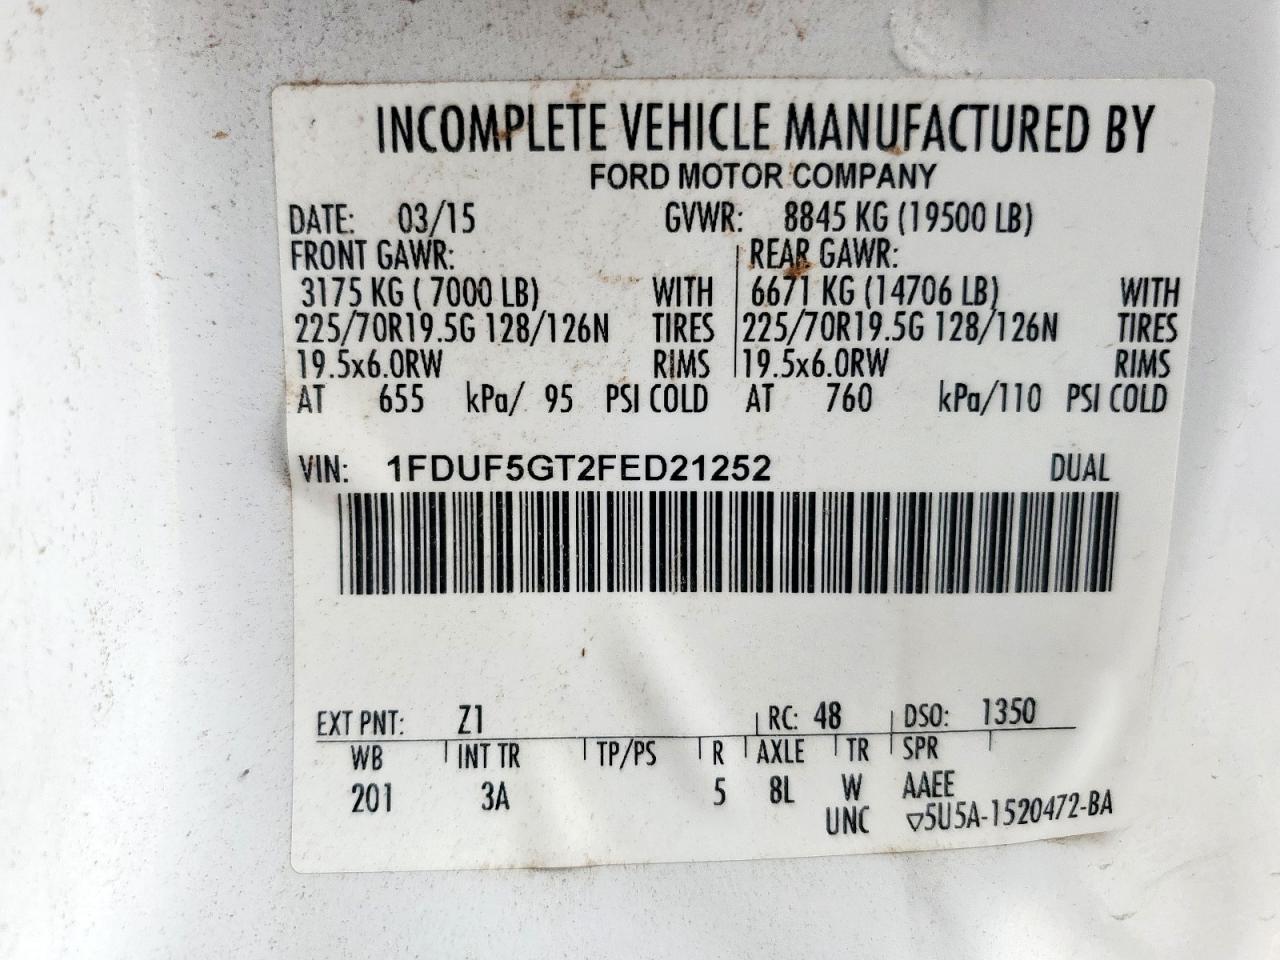 INCOMPLETE VEHICLE MANUFACTURED BY
FORD MOTOR COMPANY
DATE: 03/15 GVWR: 8845 KG (19500 LB)
FRONT GAWR: REAR GAWR:
3175 KG ( 7000 LB) WITH 6671 KG (14706 LB) WITH
225/70R19.5G 128/126N TIRES 225/70R19.5G 128/126N TIRES
19.5x6.0RW RIMS 19.5x6.0RW RIMS
AT 655 kPa/ 95 PSI COLD AT 760 kPa/110 PSI COLD
VIN: 1FDUF5GT2FED21252 DUAL
EXT PNT: Z1 RC: 48 DSO: 1350
WB INT TR TP/PS R AXLE TR SPR
201 3A 5 8L W AAEE
UNC ▽5U5A-1520472-BA